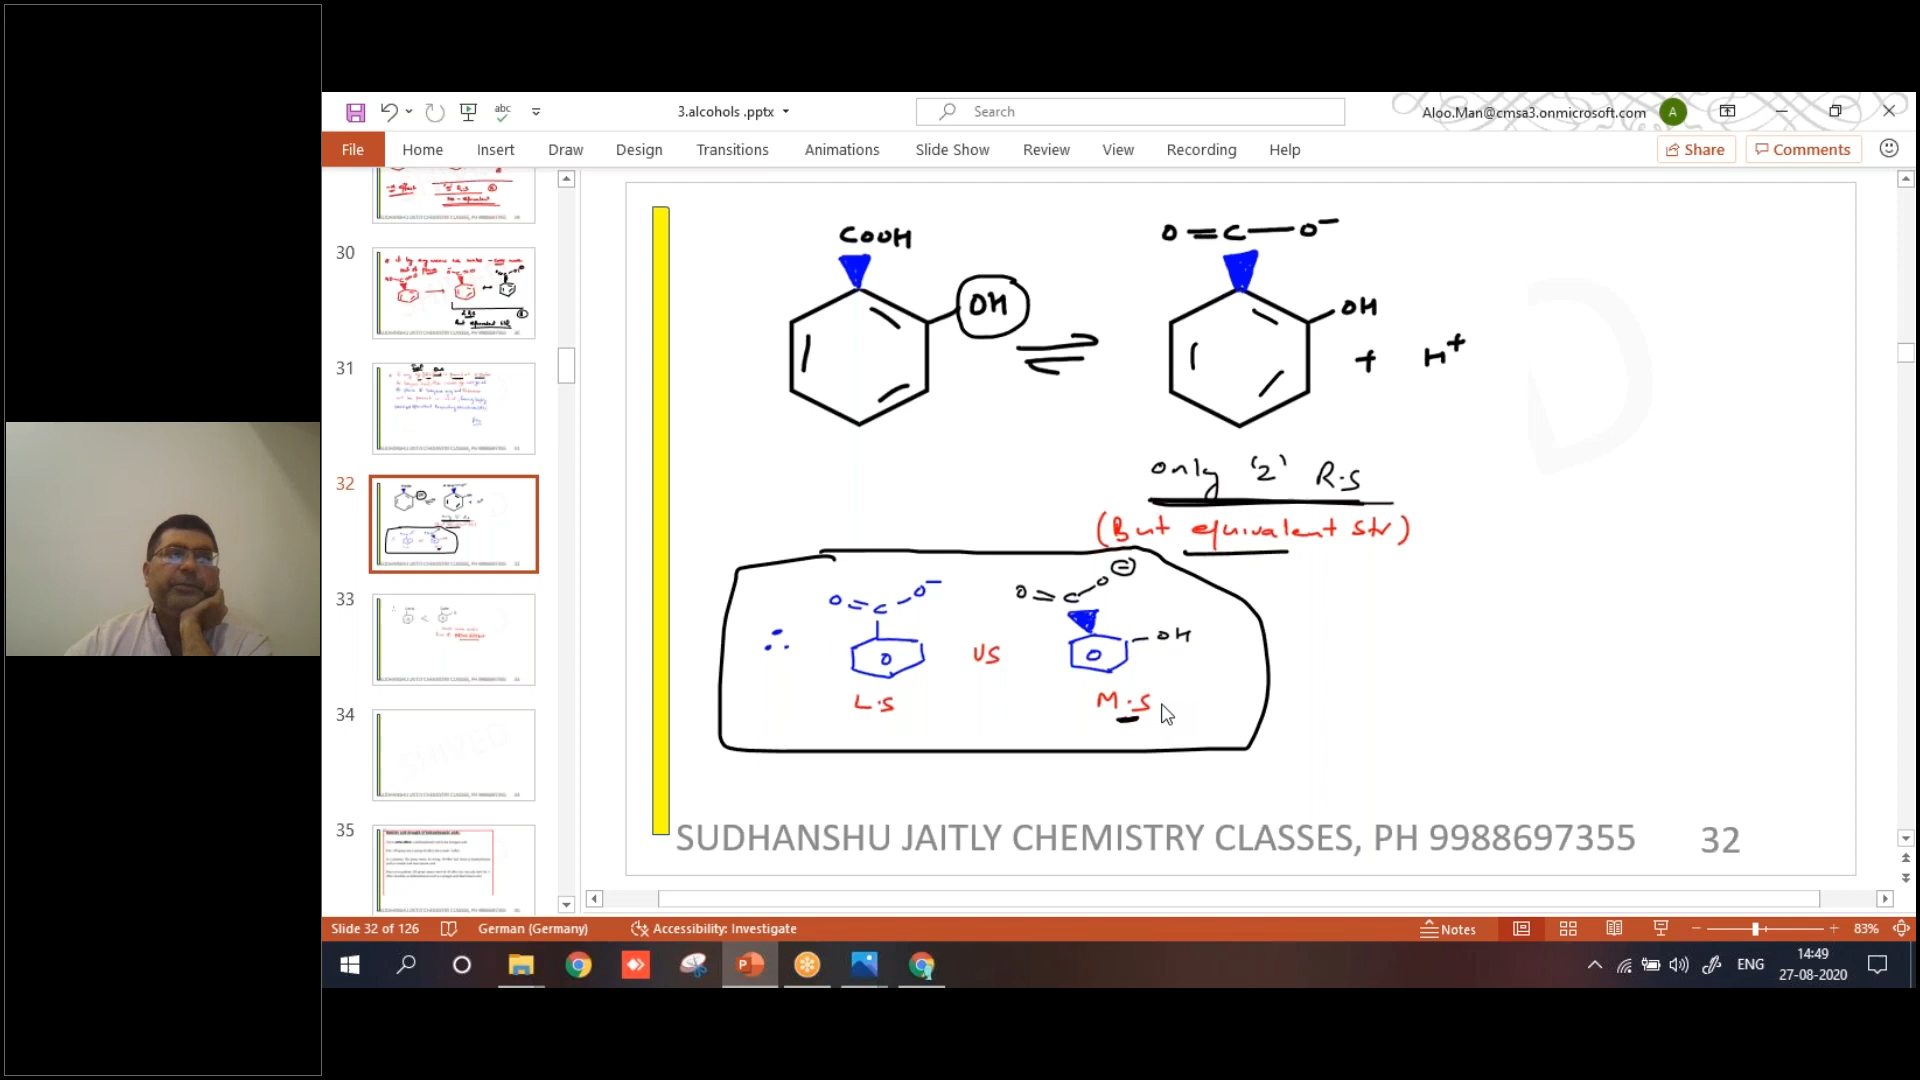 abc
3.alcohols .pptx
Search
Aloo.Man@cmsa3.onmicrosoft.com
A
File Home Insert Draw Design Transitions Animations Slide Show Review View Recording Help
Share
Comments
30
31
32
33
34
35
COOH
OH
O=C—O−
OH
+ H+
only '2' R.S
(But equivalent str)
O=C-O−
O=C-O−
∴
O
vs
O
OH
L.S
M.S
SUDHANSHU JAITLY CHEMISTRY CLASSES, PH 9988697355
32
Slide 32 of 126
German (Germany)
Accessibility: Investigate
Notes
83%
ENG
14:49
27-08-2020